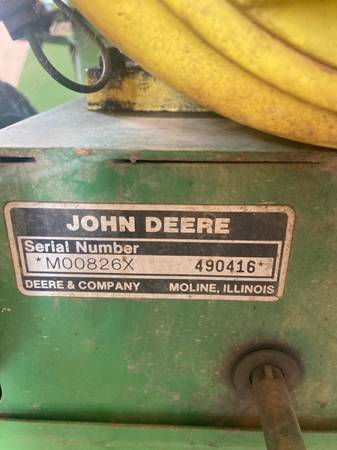 JOHN DEERE
Serial Number
*M00826X 490416*
DEERE & COMPANY MOLINE, ILLINOIS